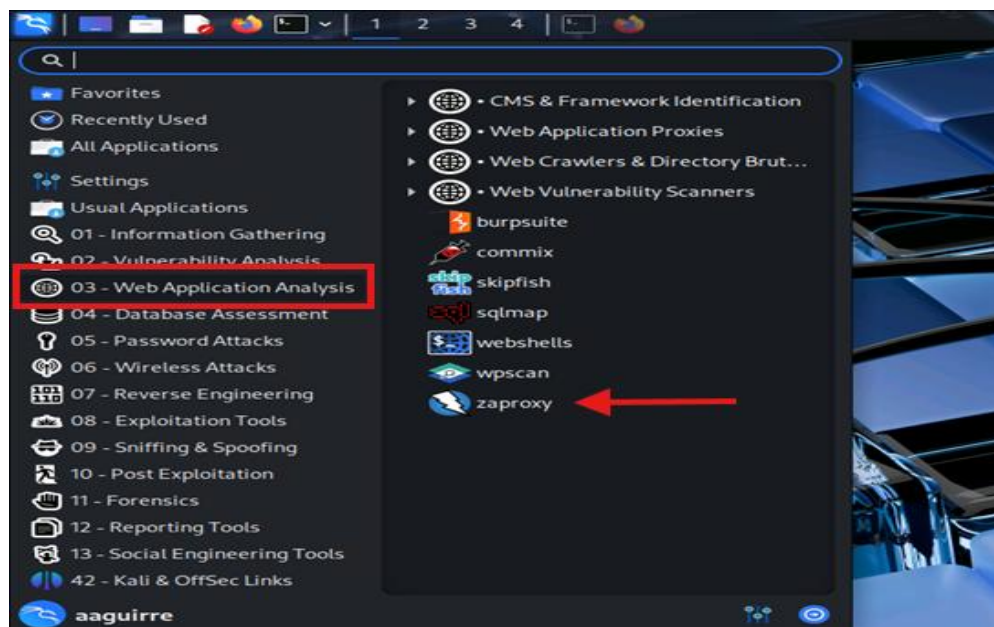 1 2 3 4
Favorites
Recently Used
All Applications
Settings
Usual Applications
01 - Information Gathering
02 - Vulnerability Analysis
03 - Web Application Analysis
04 - Database Assessment
05 - Password Attacks
06 - Wireless Attacks
07 - Reverse Engineering
08 - Exploitation Tools
09 - Sniffing & Spoofing
10 - Post Exploitation
11 - Forensics
12 - Reporting Tools
13 - Social Engineering Tools
42 - Kali & OffSec Links
• CMS & Framework Identification
• Web Application Proxies
• Web Crawlers & Directory Brut...
• Web Vulnerability Scanners
burpsuite
commix
skip
fish
skipfish
sql
sqlmap
$_
webshells
wpscan
zaproxy
aaguirre